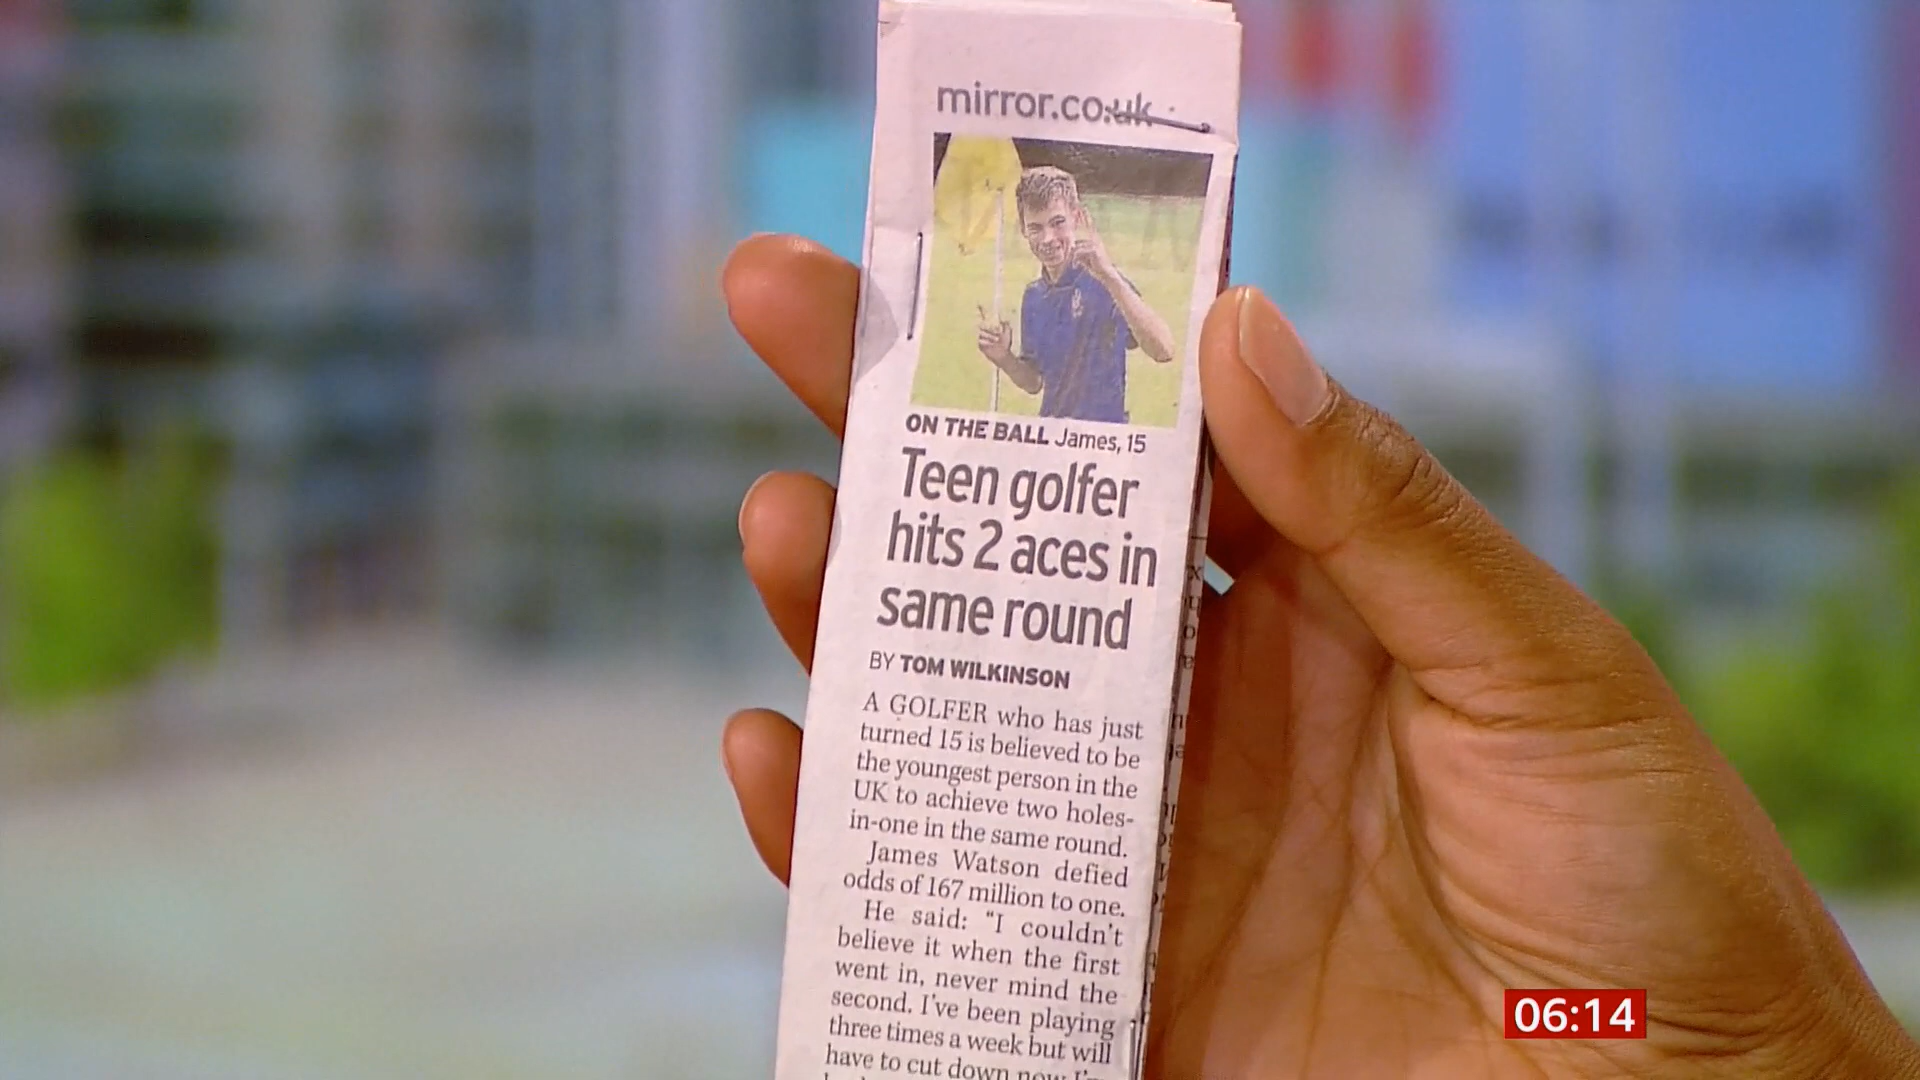 mirror.co.uk
ON THE BALL James, 15
Teen golfer
hits 2 aces in
same round
BY TOM WILKINSON
A GOLFER who has just
turned 15 is believed to be
the youngest person in the
UK to achieve two holes-
in-one in the same round.
James Watson defied
odds of 167 million to one.
He said: “I couldn't
believe it when the first
went in, never mind the
second. I've been playing
three times a week but will
have to cut down now
06:14